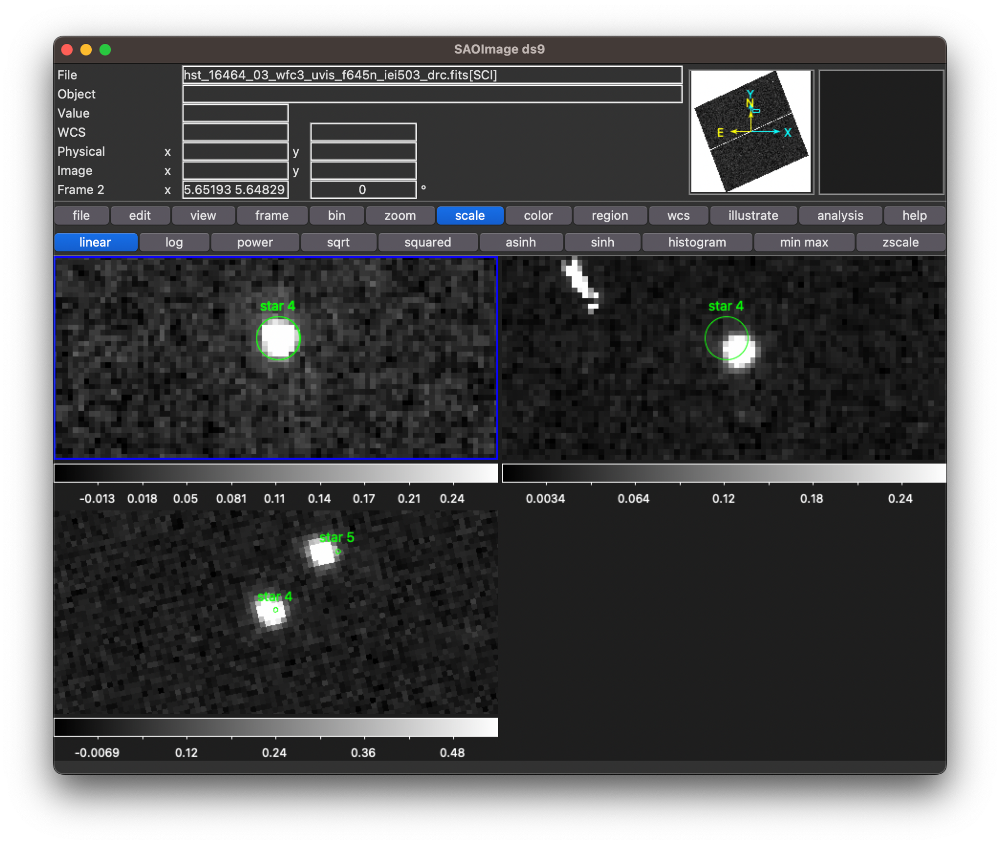 SAOImage ds9
File hst_16464_03_wfc3_uvis_f645n_iei503_drc.fits[SCI]
Object
Value
WCS
Physical x y
Image x y
Frame 2 x 5.65193 5.64829 0 °
Y
N
E X
file edit view frame bin zoom scale color region wcs illustrate analysis help
linear log power sqrt squared asinh sinh histogram min max zscale
star 4 star 4
-0.013 0.018 0.05 0.081 0.11 0.14 0.17 0.21 0.24
0.0034 0.064 0.12 0.18 0.24
star 5
star 4
-0.0069 0.12 0.24 0.36 0.48